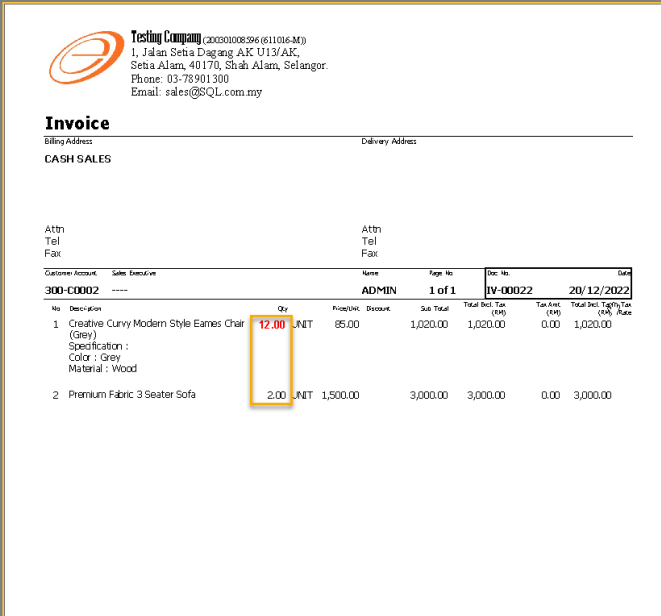 Testing Company (200301008596 (611016-M))
1, Jalan Setia Dagang AK U13/AK,
Setia Alam, 40170, Shah Alam, Selangor.
Phone: 03-78901300
Email: sales@SQL.com.my
Invoice
Billing Address Delivery Address
CASH SALES
Attn Attn
Tel Tel
Fax Fax
Customer Account Sales Executive Name Page No Doc No. Date
300-C0002 ---- ADMIN 1 of 1 IV-00022 20/12/2022
No Description Qty Price/Unit Discount Sub Total Total Excl. Tax (RM) Tax Amt (RM) Total Incl. Tax (RM) Tax Rate
1 Creative Curvy Modern Style Eames Chair 12.00 UNIT 85.00 1,020.00 1,020.00 0.00 1,020.00
(Grey)
Specification :
Color : Grey
Material : Wood
2 Premium Fabric 3 Seater Sofa 2.00 UNIT 1,500.00 3,000.00 3,000.00 0.00 3,000.00